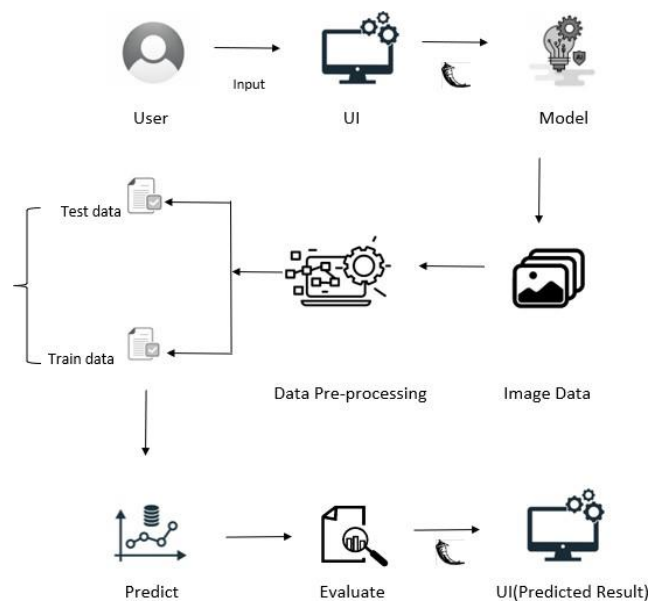 Input
User
UI
Model
Test data
Train data
Data Pre-processing
Image Data
Predict
Evaluate
UI(Predicted Result)